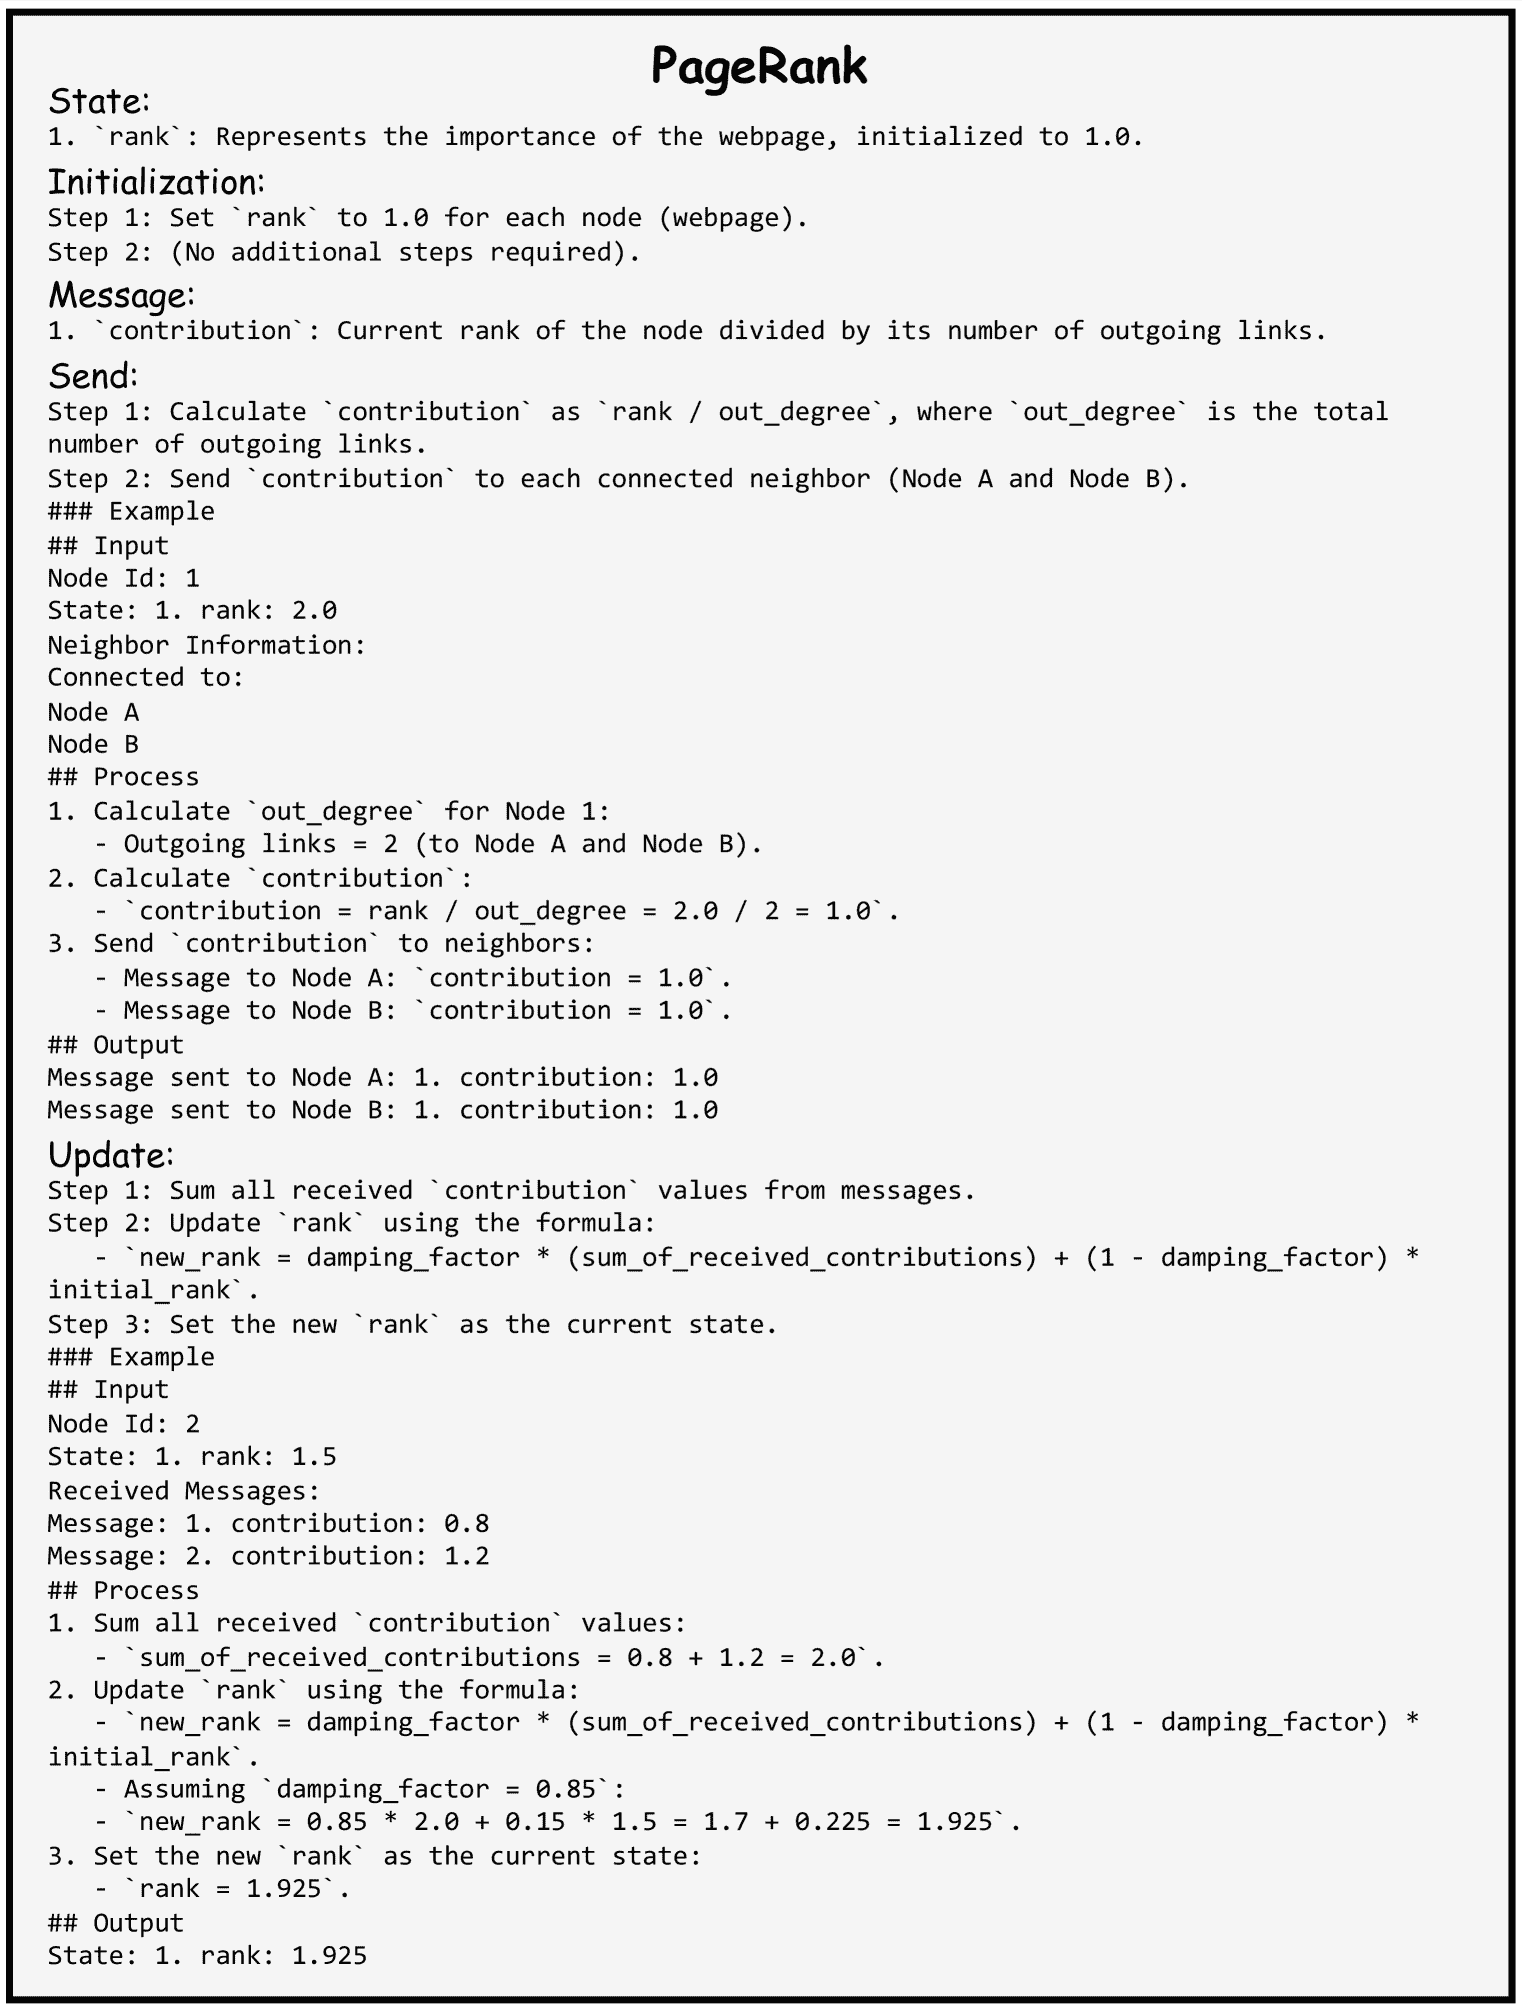 PageRank
State:
1. `rank`: Represents the importance of the webpage, initialized to 1.0.
Initialization:
Step 1: Set `rank` to 1.0 for each node (webpage).
Step 2: (No additional steps required).
Message:
1. `contribution`: Current rank of the node divided by its number of outgoing links.
Send:
Step 1: Calculate `contribution` as `rank / out_degree`, where `out_degree` is the total
number of outgoing links.
Step 2: Send `contribution` to each connected neighbor (Node A and Node B).
### Example
## Input
Node Id: 1
State: 1. rank: 2.0
Neighbor Information:
Connected to:
Node A
Node B
## Process
1. Calculate `out_degree` for Node 1:
   - Outgoing links = 2 (to Node A and Node B).
2. Calculate `contribution`:
   - `contribution = rank / out_degree = 2.0 / 2 = 1.0`.
3. Send `contribution` to neighbors:
   - Message to Node A: `contribution = 1.0`.
   - Message to Node B: `contribution = 1.0`.
## Output
Message sent to Node A: 1. contribution: 1.0
Message sent to Node B: 1. contribution: 1.0
Update:
Step 1: Sum all received `contribution` values from messages.
Step 2: Update `rank` using the formula:
   - `new_rank = damping_factor * (sum_of_received_contributions) + (1 - damping_factor) *
initial_rank`.
Step 3: Set the new `rank` as the current state.
### Example
## Input
Node Id: 2
State: 1. rank: 1.5
Received Messages:
Message: 1. contribution: 0.8
Message: 2. contribution: 1.2
## Process
1. Sum all received `contribution` values:
   - `sum_of_received_contributions = 0.8 + 1.2 = 2.0`.
2. Update `rank` using the formula:
   - `new_rank = damping_factor * (sum_of_received_contributions) + (1 - damping_factor) *
initial_rank`.
   - Assuming `damping_factor = 0.85`:
   - `new_rank = 0.85 * 2.0 + 0.15 * 1.5 = 1.7 + 0.225 = 1.925`.
3. Set the new `rank` as the current state:
   - `rank = 1.925`.
## Output
State: 1. rank: 1.925